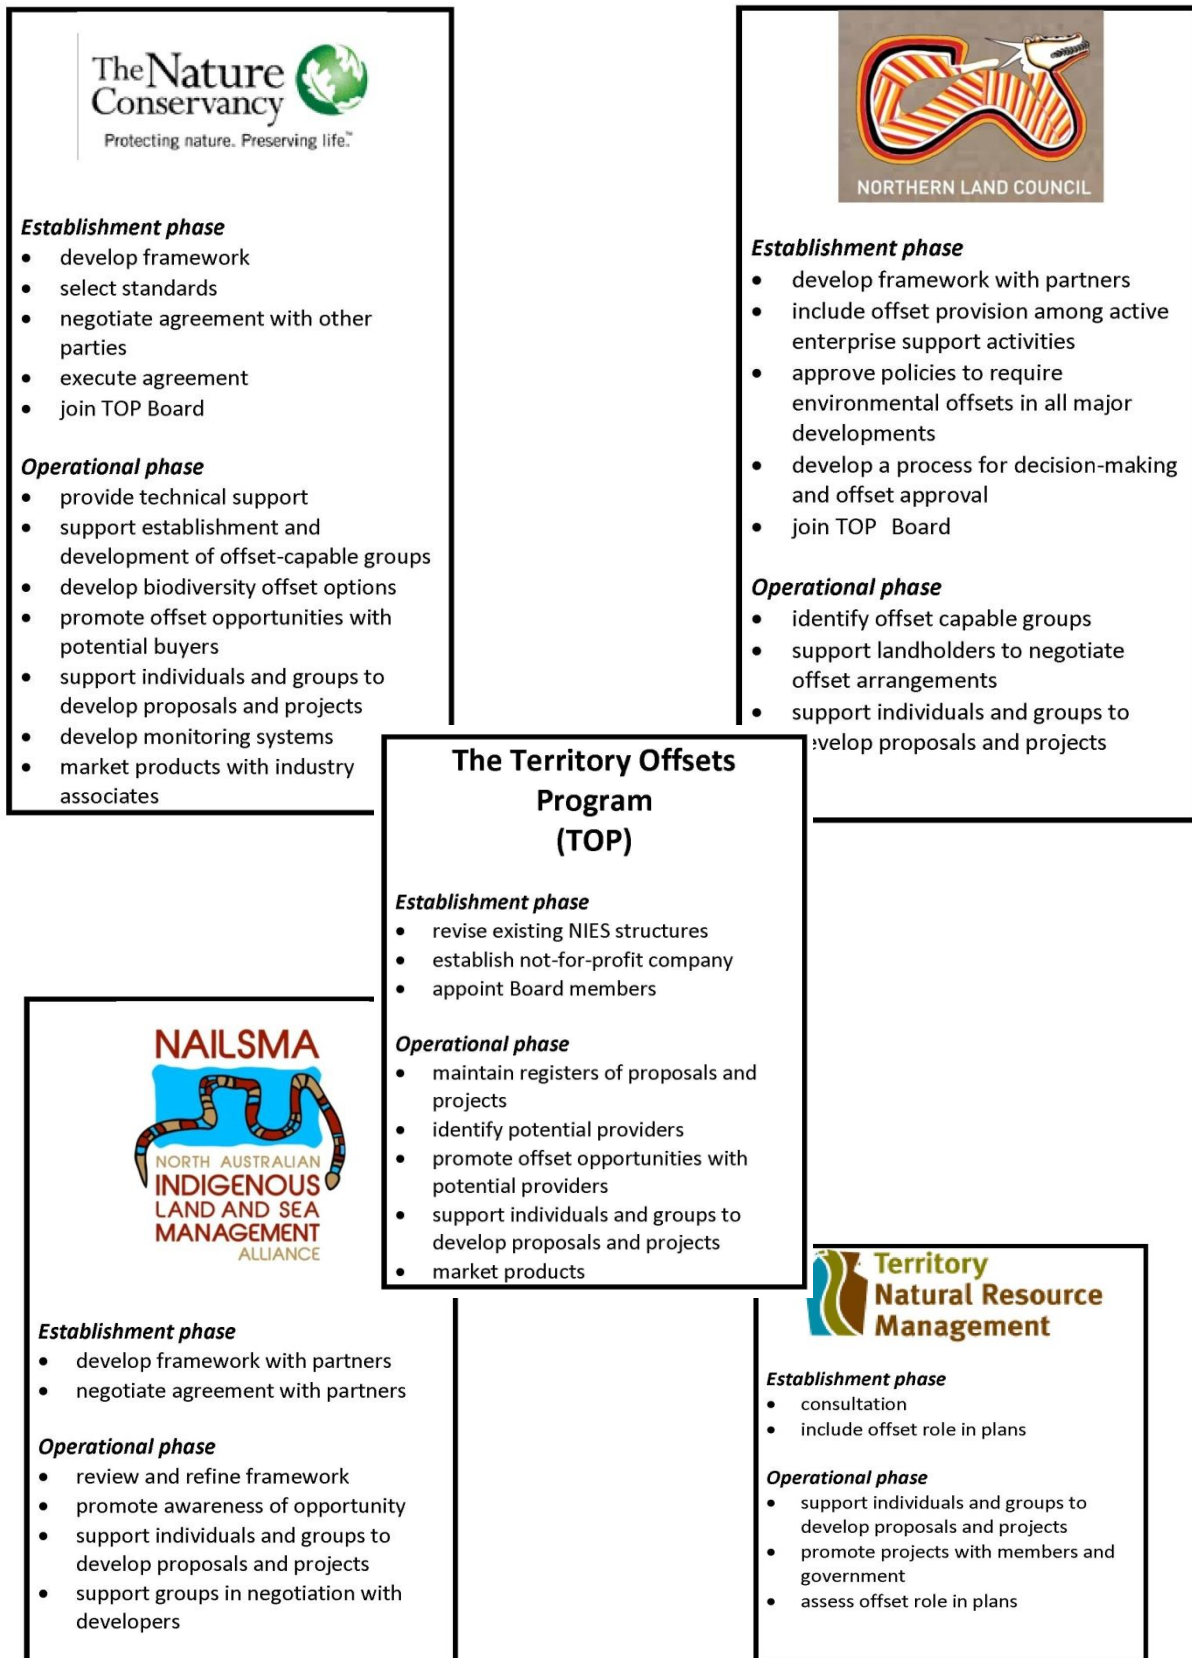 The Nature
Conservancy
Protecting nature. Preserving life.™
Establishment phase
• develop framework
• select standards
• negotiate agreement with other
parties
• execute agreement
• join TOP Board
Operational phase
• provide technical support
• support establishment and
development of offset-capable groups
• develop biodiversity offset options
• promote offset opportunities with
potential buyers
• support individuals and groups to
develop proposals and projects
• develop monitoring systems
• market products with industry
associates
NORTHERN LAND COUNCIL
Establishment phase
• develop framework with partners
• include offset provision among active
enterprise support activities
• approve policies to require
environmental offsets in all major
developments
• develop a process for decision-making
and offset approval
• join TOP Board
Operational phase
• identify offset capable groups
• support landholders to negotiate
offset arrangements
• support individuals and groups to
evelop proposals and projects
The Territory Offsets
Program
(TOP)
Establishment phase
• revise existing NIES structures
• establish not-for-profit company
• appoint Board members
Operational phase
• maintain registers of proposals and
projects
• identify potential providers
• promote offset opportunities with
potential providers
• support individuals and groups to
develop proposals and projects
• market products
NAILSMA
NORTH AUSTRALIAN
INDIGENOUS
LAND AND SEA
MANAGEMENT
ALLIANCE
Establishment phase
• develop framework with partners
• negotiate agreement with partners
Operational phase
• review and refine framework
• promote awareness of opportunity
• support individuals and groups to
develop proposals and projects
• support groups in negotiation with
developers
Territory
Natural Resource
Management
Establishment phase
• consultation
• include offset role in plans
Operational phase
• support individuals and groups to
develop proposals and projects
• promote projects with members and
government
• assess offset role in plans